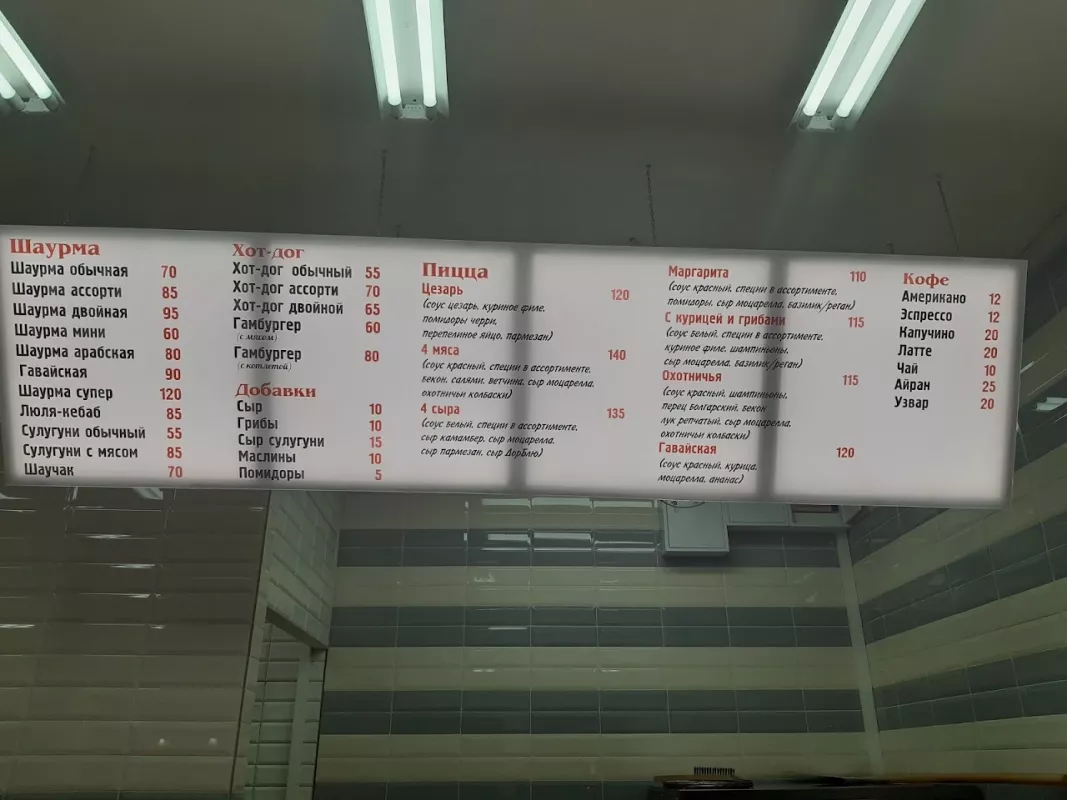 Шаурма
Шаурма обычная 70
Шаурма ассорти 85
Шаурма двойная 95
Шаурма мини 60
Шаурма арабская 80
Гавайская 90
Шаурма супер 120
Люля-кебаб 85
Сулугуни обычный 55
Сулугуни с мясом 85
Шаучак 70
Хот-дог
Хот-дог обычный 55
Хот-дог ассорти 70
Хот-дог двойной 65
Гамбургер 60
(с мясом)
Гамбургер 80
(с котлетой)
Добавки
Сыр 10
Грибы 10
Сыр сулугуни 15
Маслины 10
Помидоры 5
Пицца
Цезарь 120
(соус цезарь, куриное филе,
помидоры черри,
перепелиное яйцо, пармезан)
4 мяса 140
(соус красный, специи в ассортименте,
бекон, салями, ветчина, сыр моцарелла,
охотничьи колбаски)
4 сыра 135
(соус белый, специи в ассортименте,
сыр камамбер, сыр моцарелла,
сыр пармезан, сыр Дорблю)
Маргарита 110
(соус красный, специи в ассортименте,
помидоры, сыр моцарелла, базилик/реган)
С курицей и грибами 115
(соус белый, специи в ассортименте,
куриное филе, шампиньоны,
сыр моцарелла, базилик/реган)
Охотничья 115
(соус красный, шампиньоны,
перец болгарский, бекон
лук репчатый, сыр моцарелла,
охотничьи колбаски)
Гавайская 120
(соус красный, курица,
моцарелла, ананас)
Кофе
Американо 12
Эспрессо 12
Капучино 20
Латте 20
Чай 10
Айран 25
Узвар 20